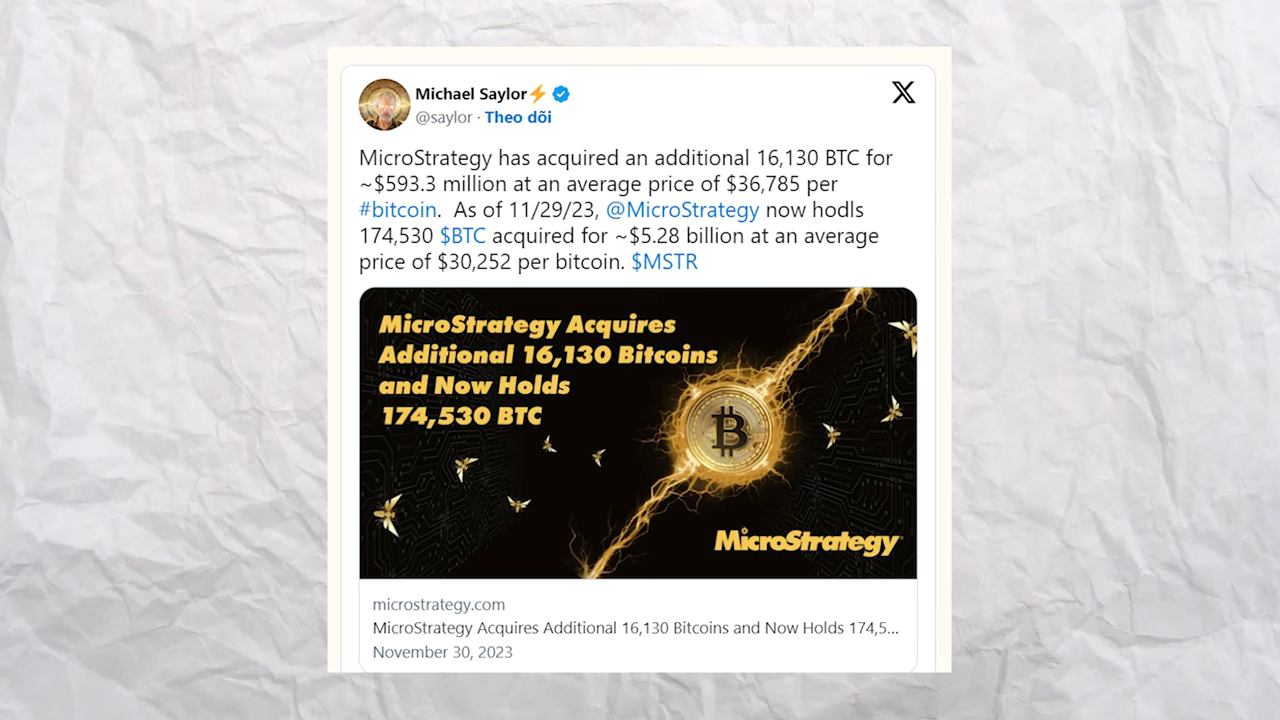 Michael Saylor⚡
@saylor · Theo dõi
X
MicroStrategy has acquired an additional 16,130 BTC for
~$593.3 million at an average price of $36,785 per
#bitcoin.  As of 11/29/23, @MicroStrategy now hodls
174,530 $BTC acquired for ~$5.28 billion at an average
price of $30,252 per bitcoin. $MSTR
MicroStrategy Acquires
Additional 16,130 Bitcoins
and Now Holds
174,530 BTC
MicroStrategy
microstrategy.com
MicroStrategy Acquires Additional 16,130 Bitcoins and Now Holds 174,5...
November 30, 2023